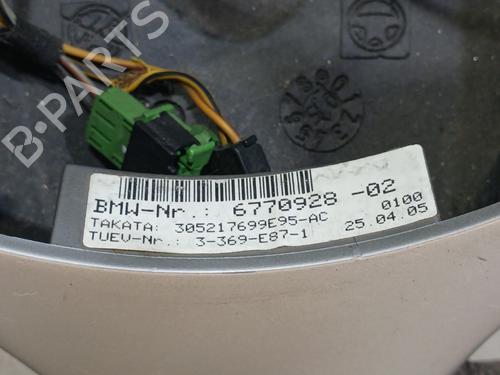 B-PARTS
BMW-Nr.: 6770928 -02
TAKATA: 305217699E95-AC 0100
TUEV-Nr.: 3-369-E87-1 25.04.05